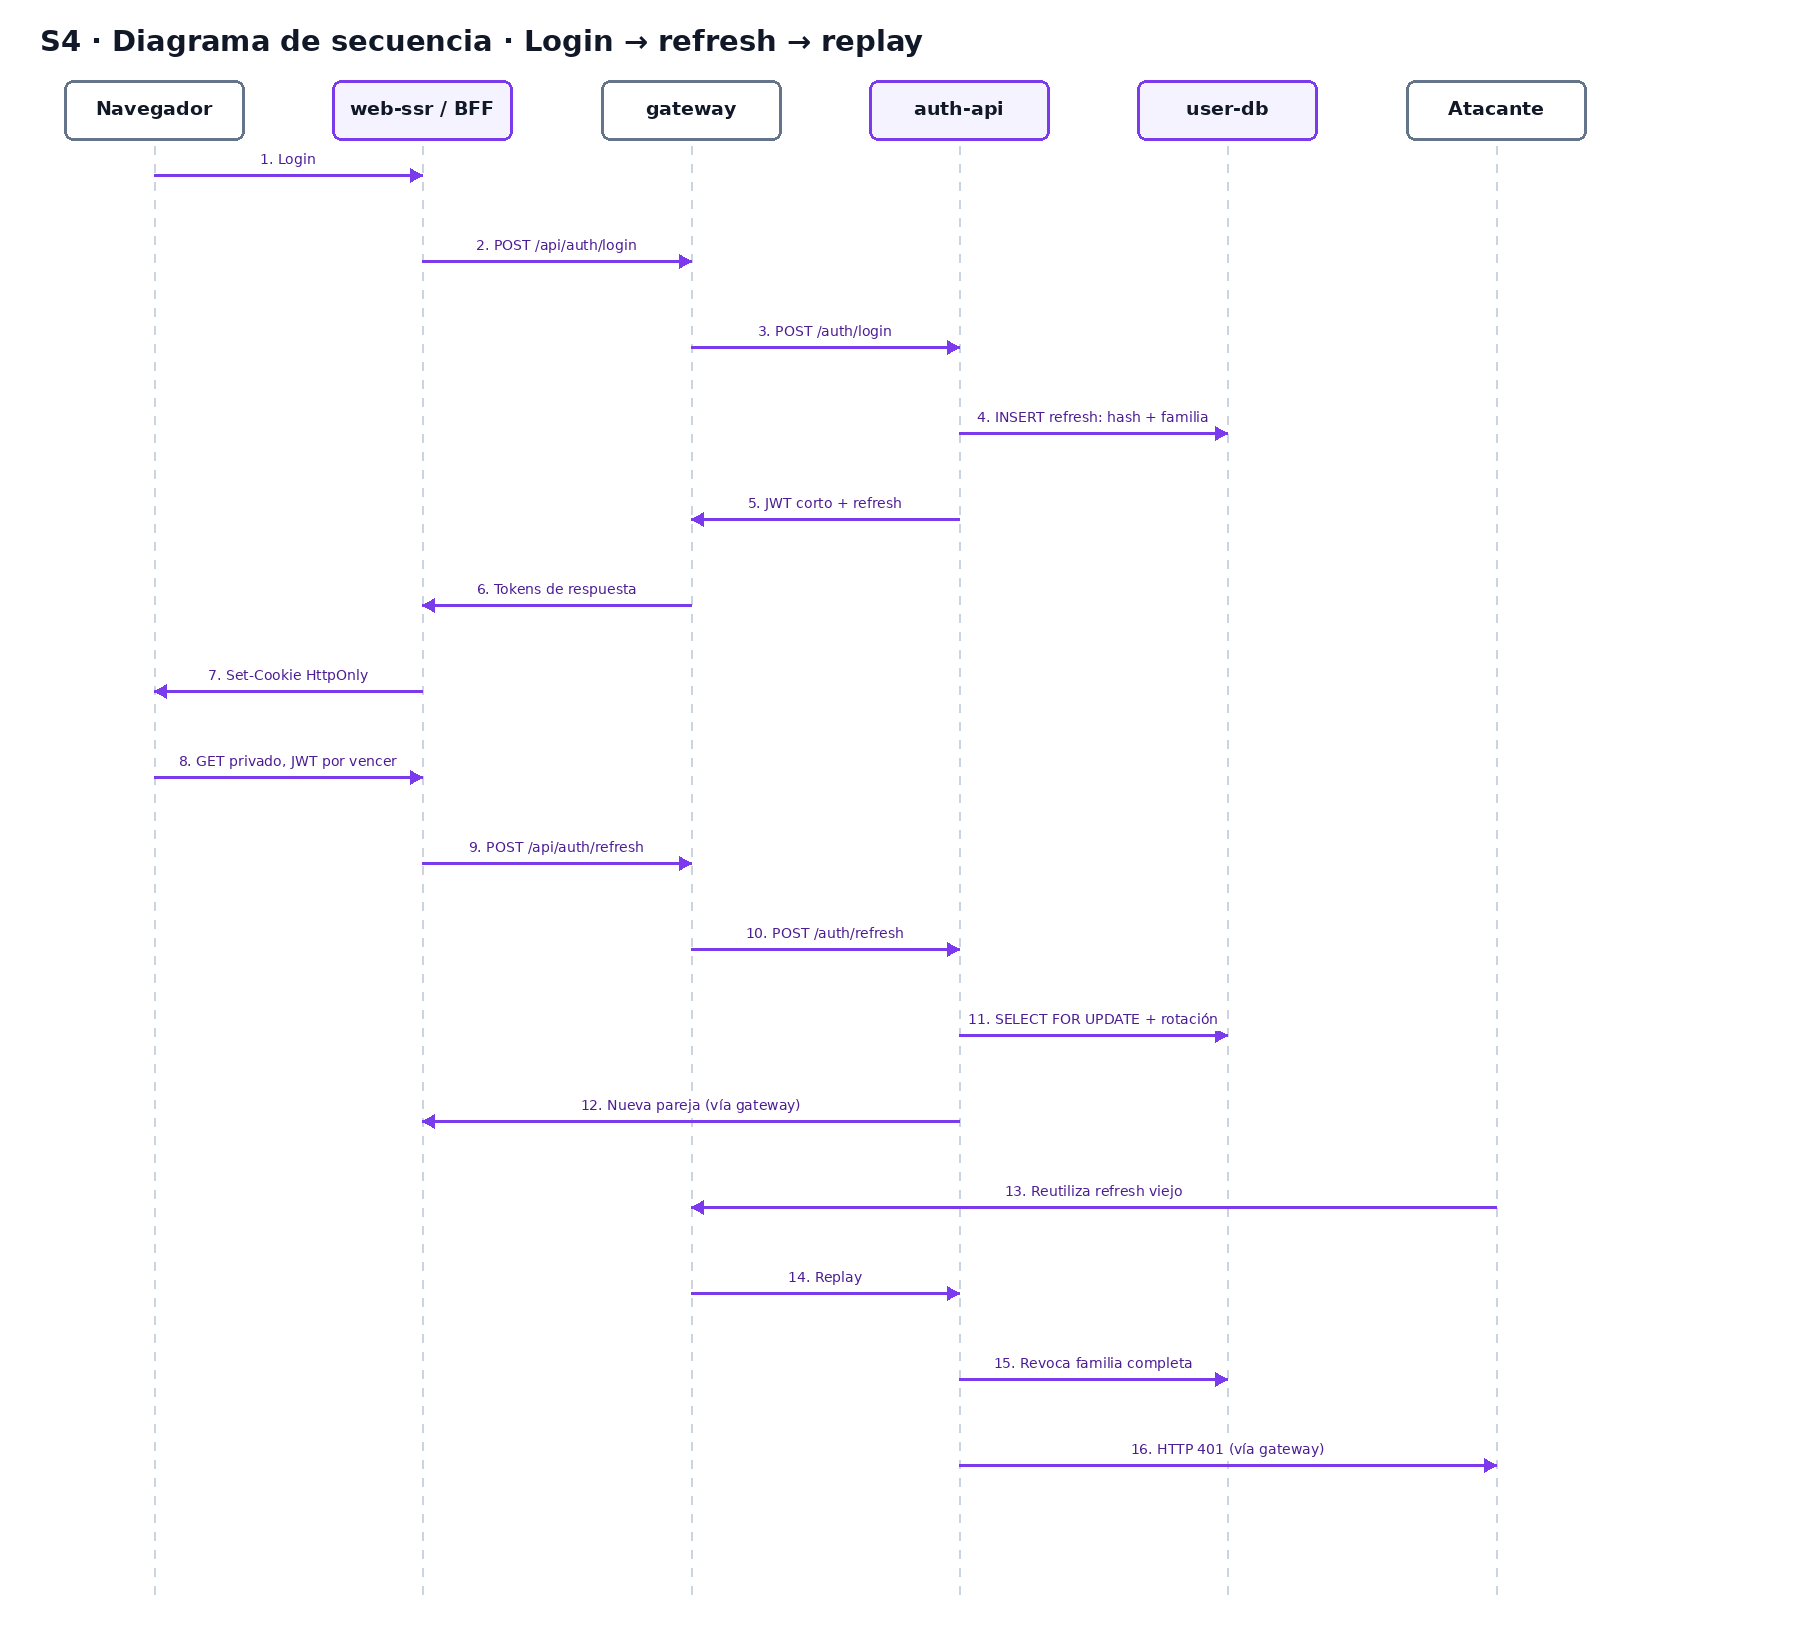 S4 · Diagrama de secuencia · Login → refresh → replay
Navegador
web-ssr / BFF
gateway
auth-api
user-db
Atacante
1. Login
2. POST /api/auth/login
3. POST /auth/login
4. INSERT refresh: hash + familia
5. JWT corto + refresh
6. Tokens de respuesta
7. Set-Cookie HttpOnly
8. GET privado, JWT por vencer
9. POST /api/auth/refresh
10. POST /auth/refresh
11. SELECT FOR UPDATE + rotación
12. Nueva pareja (vía gateway)
13. Reutiliza refresh viejo
14. Replay
15. Revoca familia completa
16. HTTP 401 (vía gateway)